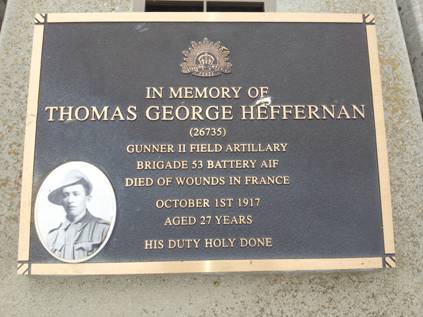 IN MEMORY OF
THOMAS GEORGE HEFFERNAN
(26735)
GUNNER II FIELD ARTILLARY
BRIGADE 53 BATTERY AIF
DIED OF WOUNDS IN FRANCE
OCTOBER 1ST 1917
AGED 27 YEARS
HIS DUTY HOLY DONE